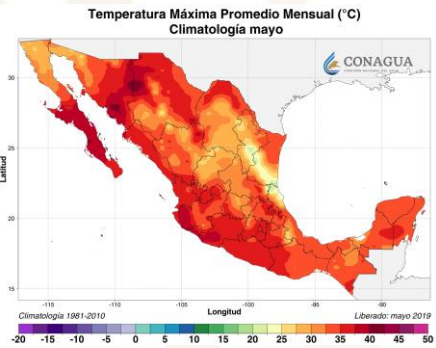 Temperatura Máxima Promedio Mensual (°C)
Climatología mayo
CONAGUA
Latitud
30
25
20
15
-115
-110
-105
-100
-95
-90
Longitud
Climatología 1981-2010
Liberado: mayo 2019
-20 -15 -10 -5 0 5 10 15 20 25 30 35 40 45 50